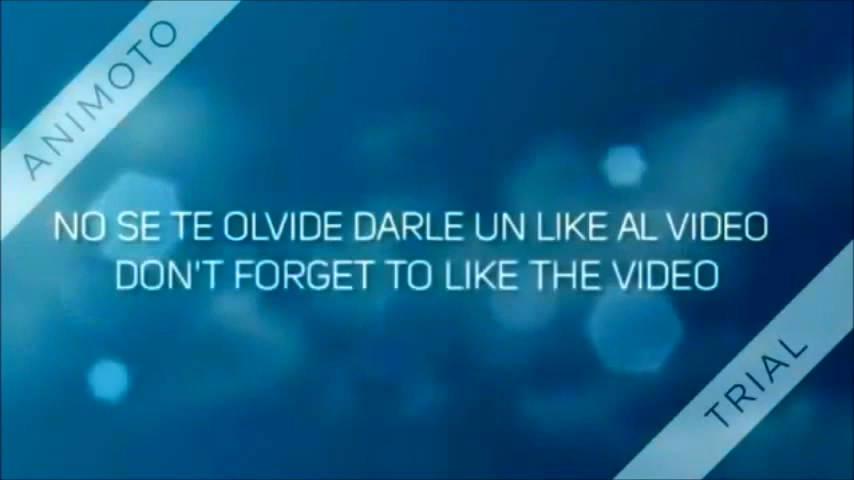 ANIMOTO
NO SE TE OLVIDE DARLE UN LIKE AL VIDEO
DON'T FORGET TO LIKE THE VIDEO
TRIAL